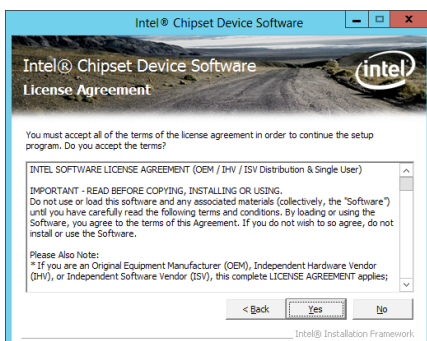 Intel® Chipset Device Software
Intel® Chipset Device Software
intel
License Agreement
You must accept all of the terms of the license agreement in order to continue the setup
program. Do you accept the terms?
INTEL SOFTWARE LICENSE AGREEMENT (OEM / IHV / ISV Distribution & Single User)
IMPORTANT - READ BEFORE COPYING, INSTALLING OR USING.
Do not use or load this software and any associated materials (collectively, the "Software")
until you have carefully read the following terms and conditions. By loading or using the
Software, you agree to the terms of this Agreement. If you do not wish to so agree, do not
install or use the Software.
Please Also Note:
* If you are an Original Equipment Manufacturer (OEM), Independent Hardware Vendor
(IHV), or Independent Software Vendor (ISV), this complete LICENSE AGREEMENT applies;
< Back Yes No
Intel® Installation Framework